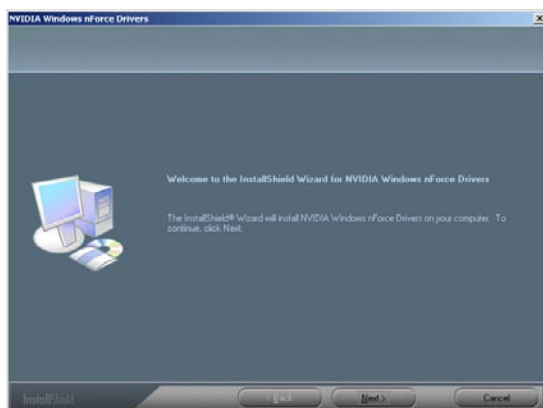 NVIDIA Windows nForce Drivers
Welcome to the InstallShield Wizard for NVIDIA Windows nForce Drivers
The InstallShield® Wizard will install NVIDIA Windows nForce Drivers on your computer. To
continue, click Next.
InstallShield
< Back
Next >
Cancel